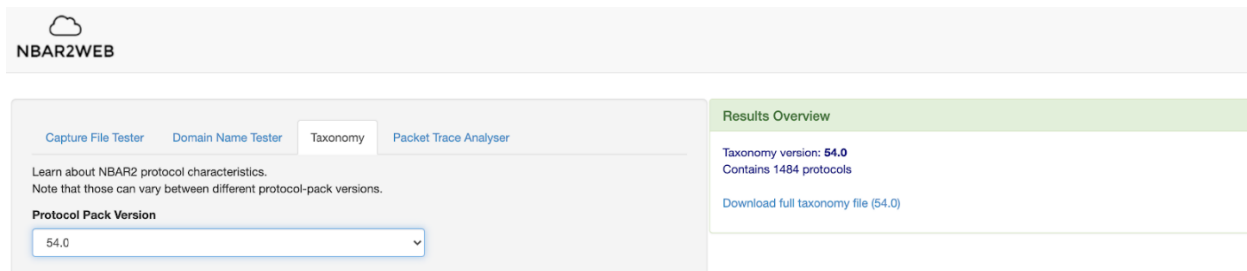 NBAR2WEB
Capture File Tester
Domain Name Tester
Taxonomy
Packet Trace Analyser
Learn about NBAR2 protocol characteristics.
Note that those can vary between different protocol-pack versions.
Protocol Pack Version
54.0
Results Overview
Taxonomy version: 54.0
Contains 1484 protocols
Download full taxonomy file (54.0)